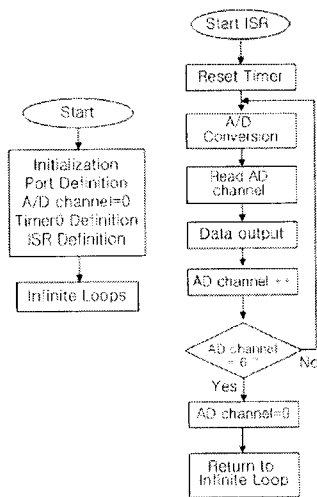 Start
Initialization
Port Definition
A/D channel=0
Timer0 Definition
ISR Definition
Infinite Loops
Start ISR
Reset Timer
A/D
Conversion
Read AD
channel
Data output
AD channel ++
AD channel
= 6 ?
No
Yes
AD channel=0
Return to
Infinite Loop